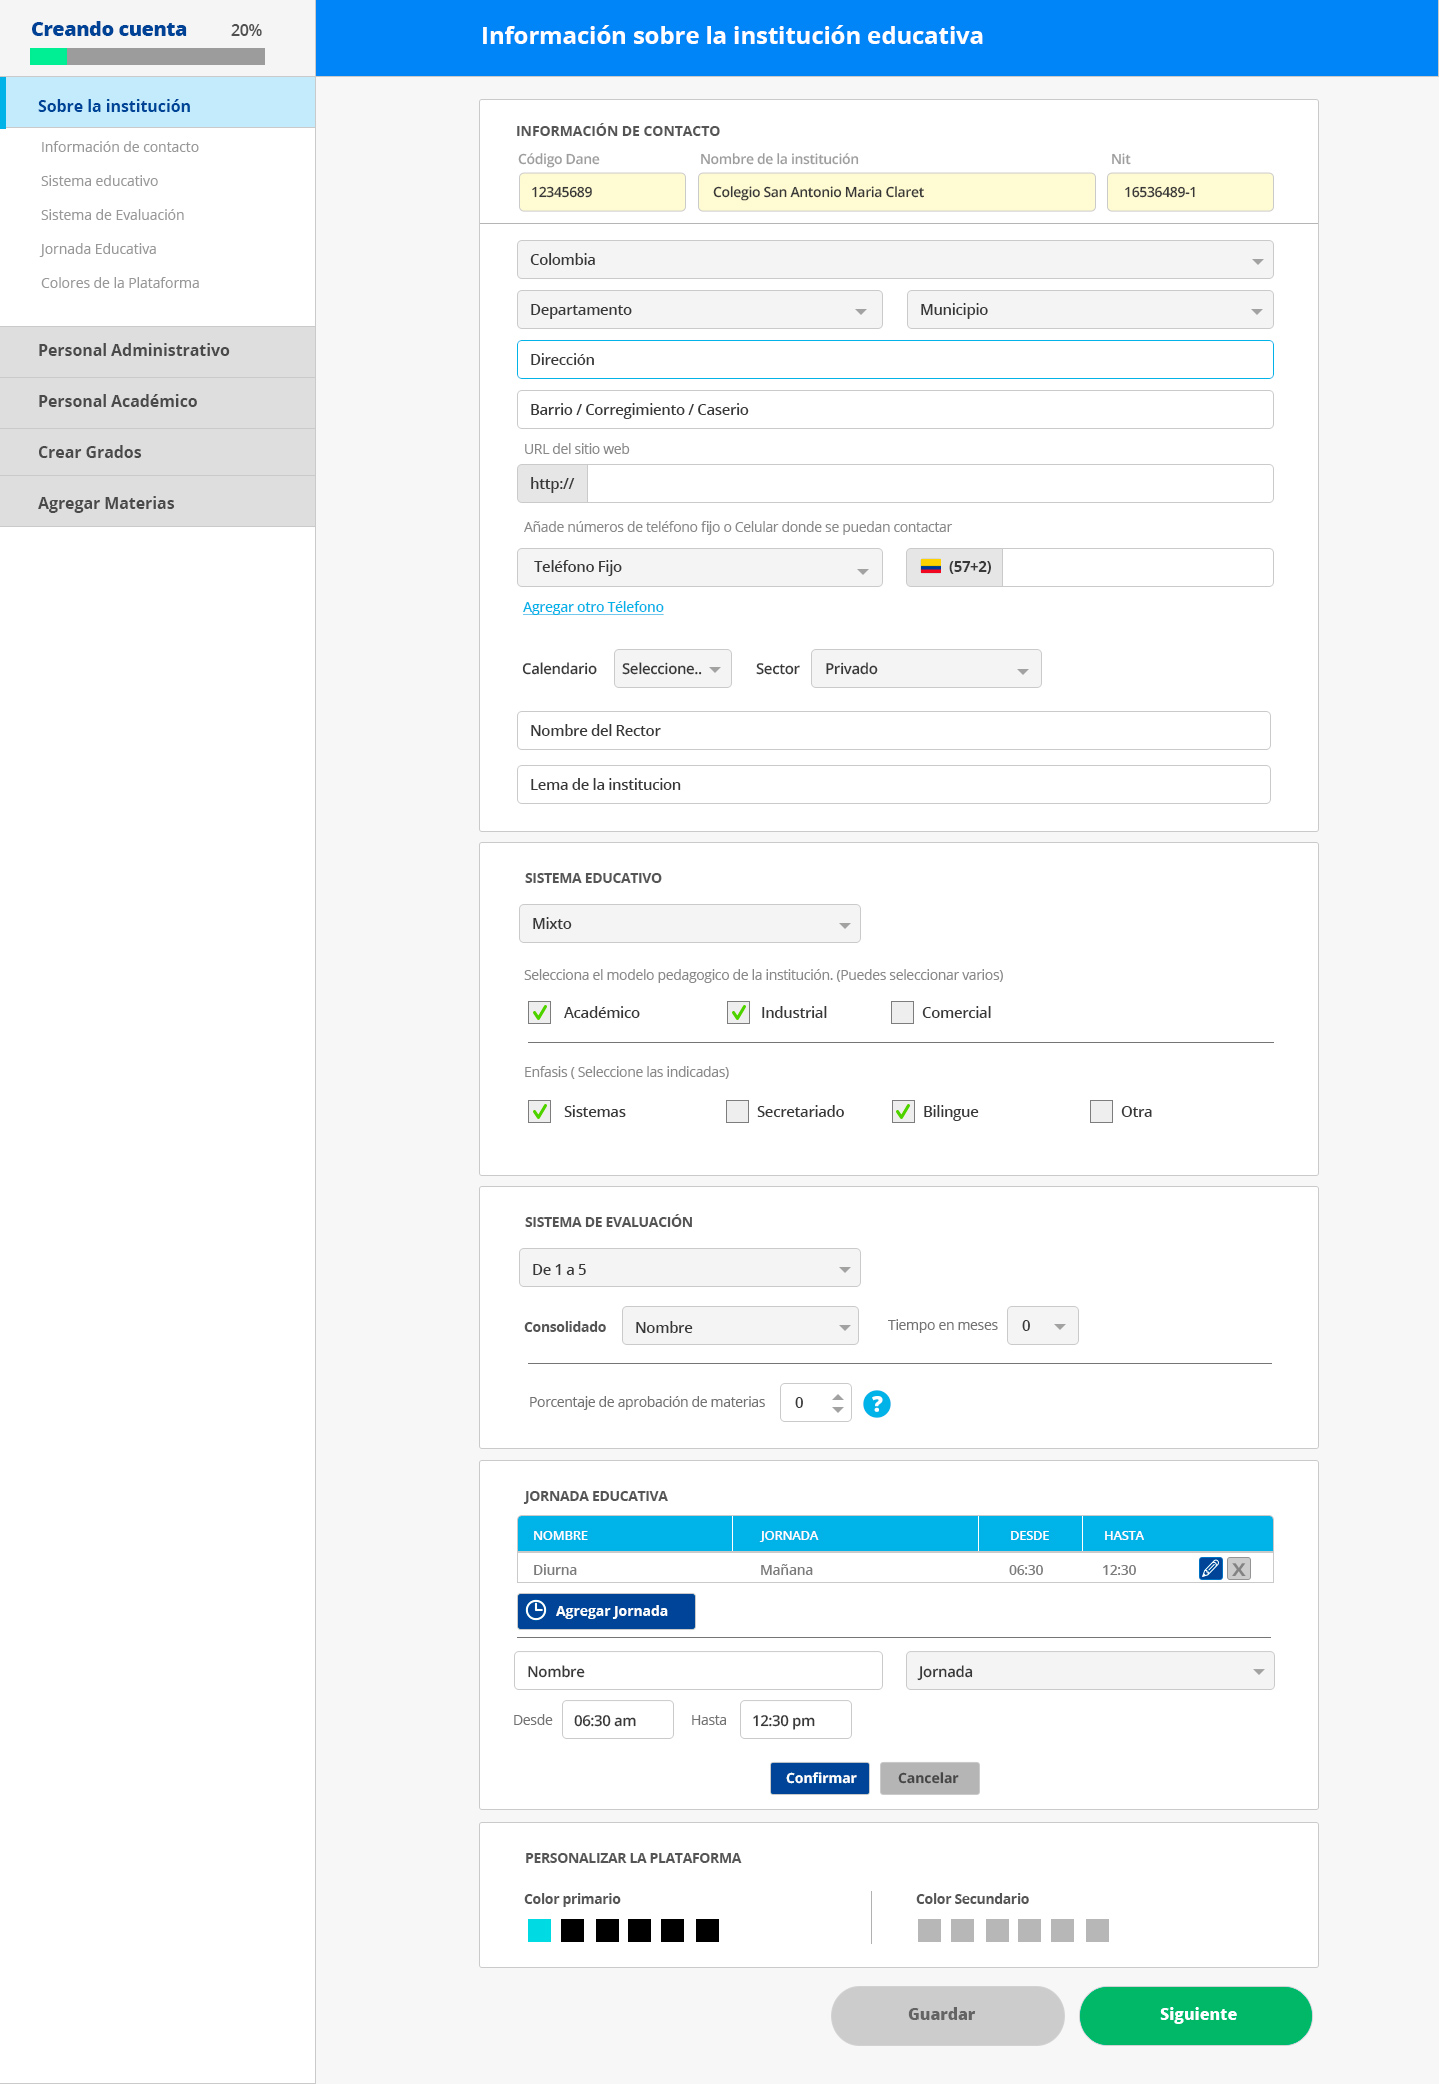 Creando cuenta 20%
Información sobre la institución educativa
Sobre la institución
Información de contacto
Sistema educativo
Sistema de Evaluación
Jornada Educativa
Colores de la Plataforma
Personal Administrativo
Personal Académico
Crear Grados
Agregar Materias
INFORMACIÓN DE CONTACTO
Código Dane Nombre de la institución Nit
12345689 Colegio San Antonio Maria Claret 16536489-1
Colombia
Departamento Municipio
Dirección
Barrio / Corregimiento / Caserio
URL del sitio web
http://
Añade números de teléfono fijo o Celular donde se puedan contactar
Teléfono Fijo (57+2)
Agregar otro Télefono
Calendario Seleccione.. Sector Privado
Nombre del Rector
Lema de la institucion
SISTEMA EDUCATIVO
Mixto
Selecciona el modelo pedagogico de la institución. (Puedes seleccionar varios)
Académico Industrial Comercial
Enfasis ( Seleccione las indicadas)
Sistemas Secretariado Bilingue Otra
SISTEMA DE EVALUACIÓN
De 1 a 5
Consolidado Nombre Tiempo en meses 0
Porcentaje de aprobación de materias 0 ?
JORNADA EDUCATIVA
NOMBRE JORNADA DESDE HASTA
Diurna Mañana 06:30 12:30 X
Agregar Jornada
Nombre Jornada
Desde 06:30 am Hasta 12:30 pm
Confirmar Cancelar
PERSONALIZAR LA PLATAFORMA
Color primario Color Secundario
Guardar Siguiente